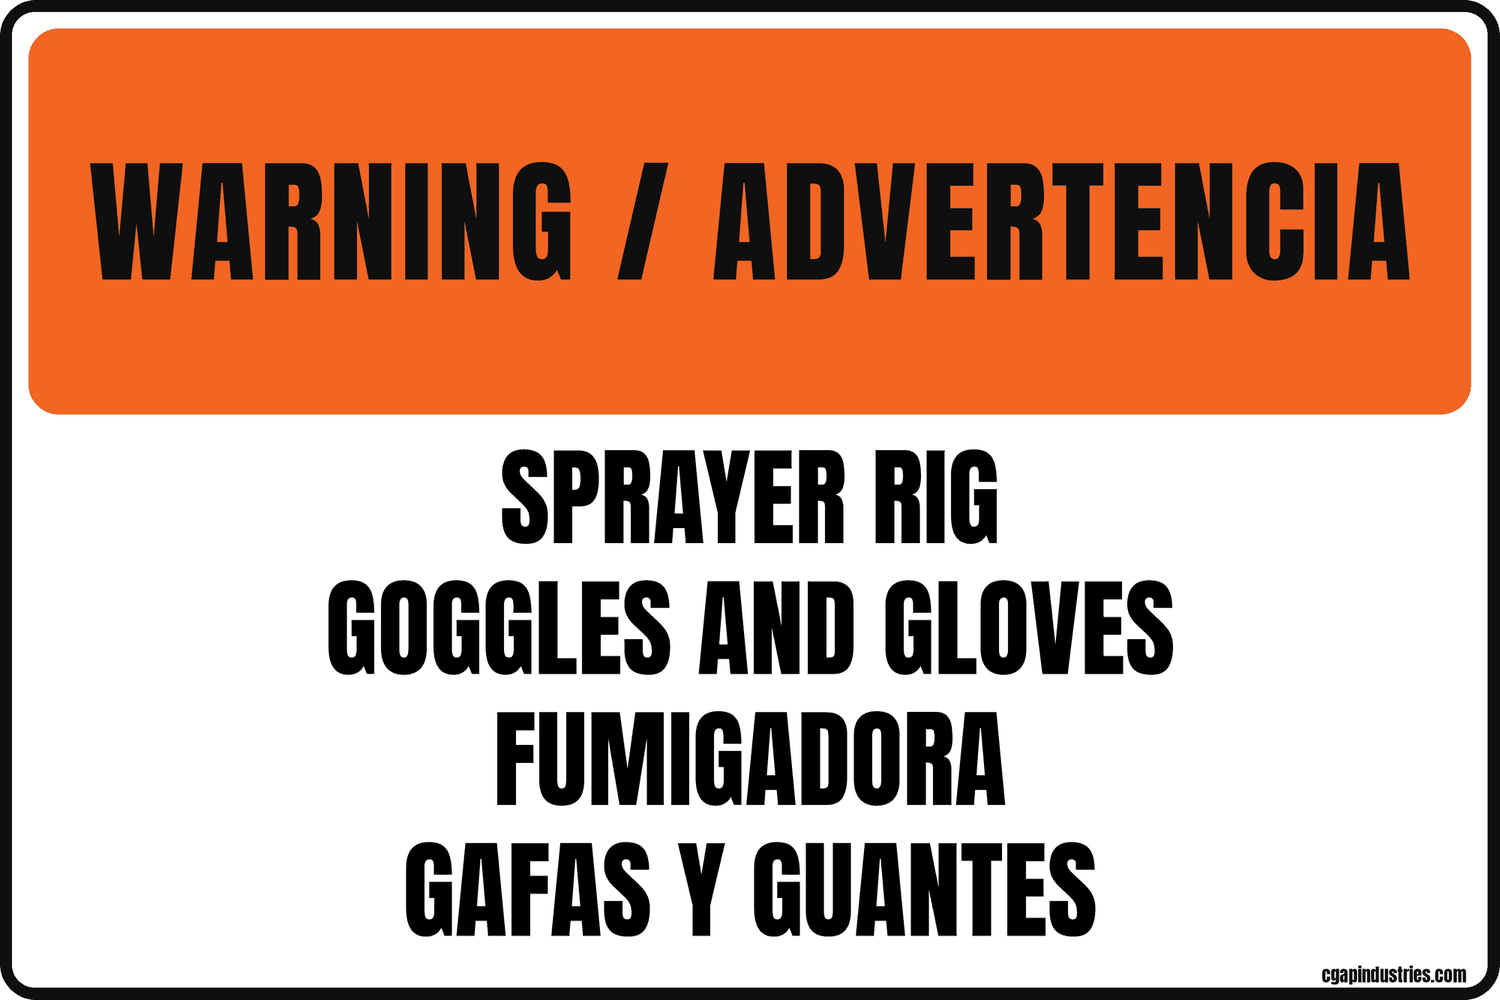 WARNING / ADVERTENCIA
SPRAYER RIG
GOGGLES AND GLOVES
FUMIGADORA
GAFAS Y GUANTES
cgapindustries.com